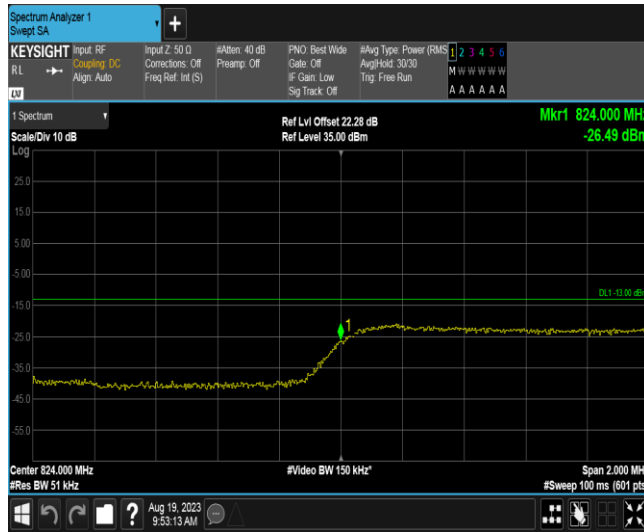 Spectrum Analyzer 1
Swept SA
+
KEYSIGHT
RL
LXI
Input: RF
Coupling: DC
Align: Auto
Input Z: 50 Ω
Corrections: Off
Freq Ref: Int (S)
#Atten: 40 dB
Preamp: Off
PNO: Best Wide
Gate: Off
IF Gain: Low
Sig Track: Off
#Avg Type: Power (RMS
Avg|Hold: 30/30
Trig: Free Run
1 2 3 4 5 6
M W W W W W
A A A A A A
1 Spectrum
Scale/Div 10 dB
Log
Ref Lvl Offset 22.28 dB
Ref Level 35.00 dBm
Mkr1 824.000 MHz
-26.49 dBm
25.0
15.0
5.00
-5.00
-15.0
-25.0
-35.0
-45.0
-55.0
DL1 -13.00 dBm
1
Center 824.000 MHz
#Res BW 51 kHz
#Video BW 150 kHz*
Span 2.000 MH
#Sweep 100 ms (601 pts
?
Aug 19, 2023
9:53:13 AM